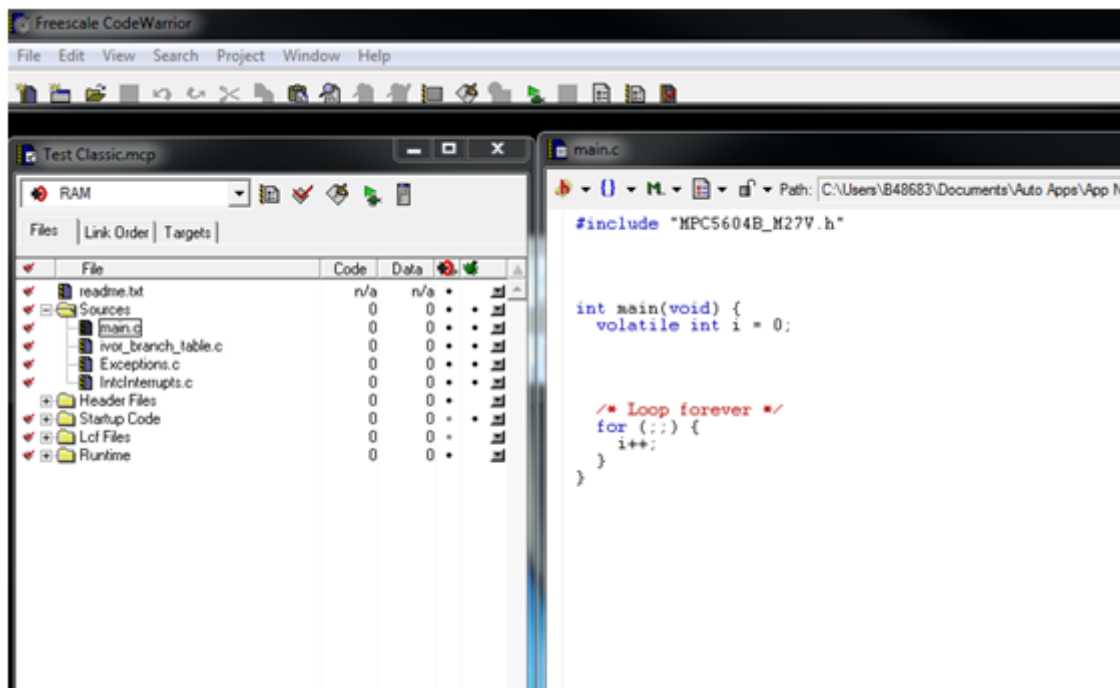 Freescale CodeWarrior
File Edit View Search Project Window Help
Test Classic.mcp
RAM
Files Link Order Targets
File Code Data
readme.txt n/a n/a
Sources 0 0
main.c 0 0
ivor_branch_table.c 0 0
Exceptions.c 0 0
IntcInterrupts.c 0 0
Header Files 0 0
Startup Code 0 0
Lcf Files 0 0
Runtime 0 0
main.c
Path: C:\Users\B48683\Documents\Auto Apps\App
#include "MPC5604B_M27V.h"
int main(void) {
volatile int i = 0;
/* Loop forever */
for (;;) {
i++;
}
}